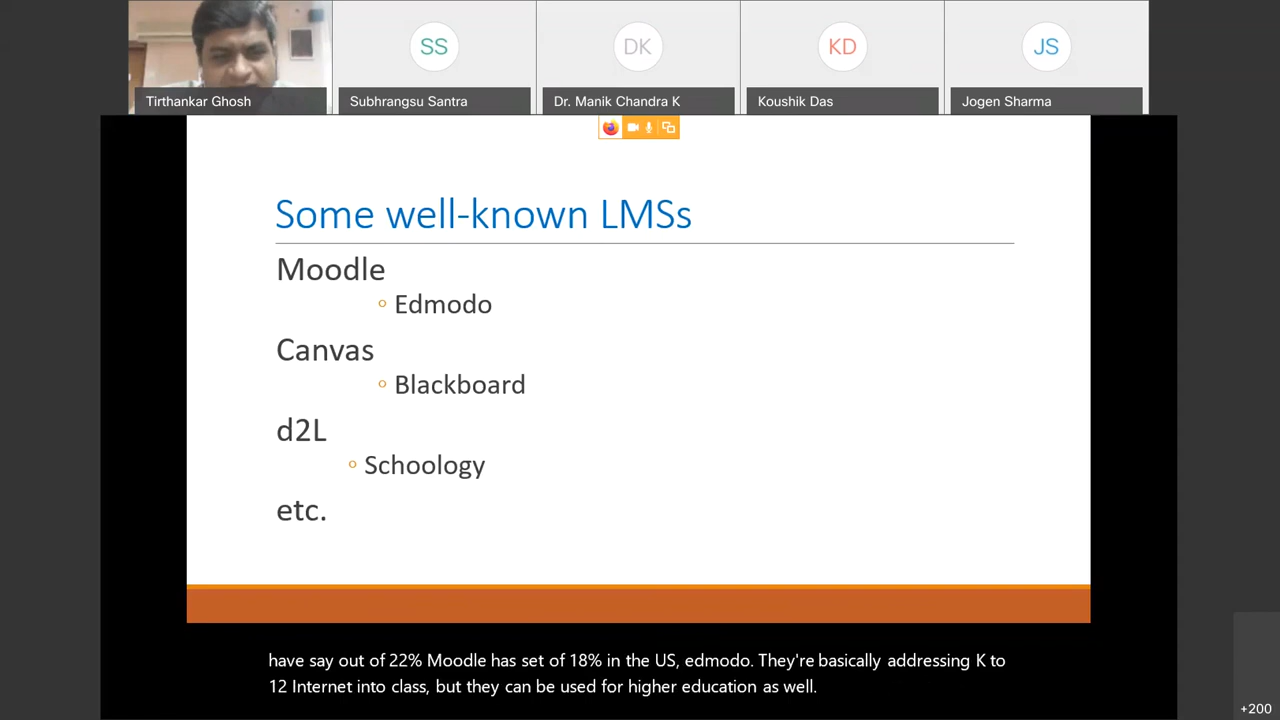 SS
DK
KD
JS
Tirthankar Ghosh
Subhrangsu Santra
Dr. Manik Chandra K
Koushik Das
Jogen Sharma
Some well-known LMSs
Moodle
Edmodo
Canvas
Blackboard
d2L
Schoology
etc.
have say out of 22% Moodle has set of 18% in the US, edmodo. They're basically addressing K to
12 Internet into class, but they can be used for higher education as well.
+200